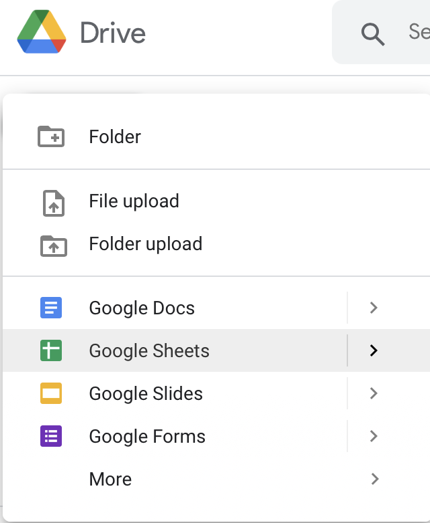 Drive
Se
Folder
File upload
Folder upload
Google Docs
Google Sheets
Google Slides
Google Forms
More